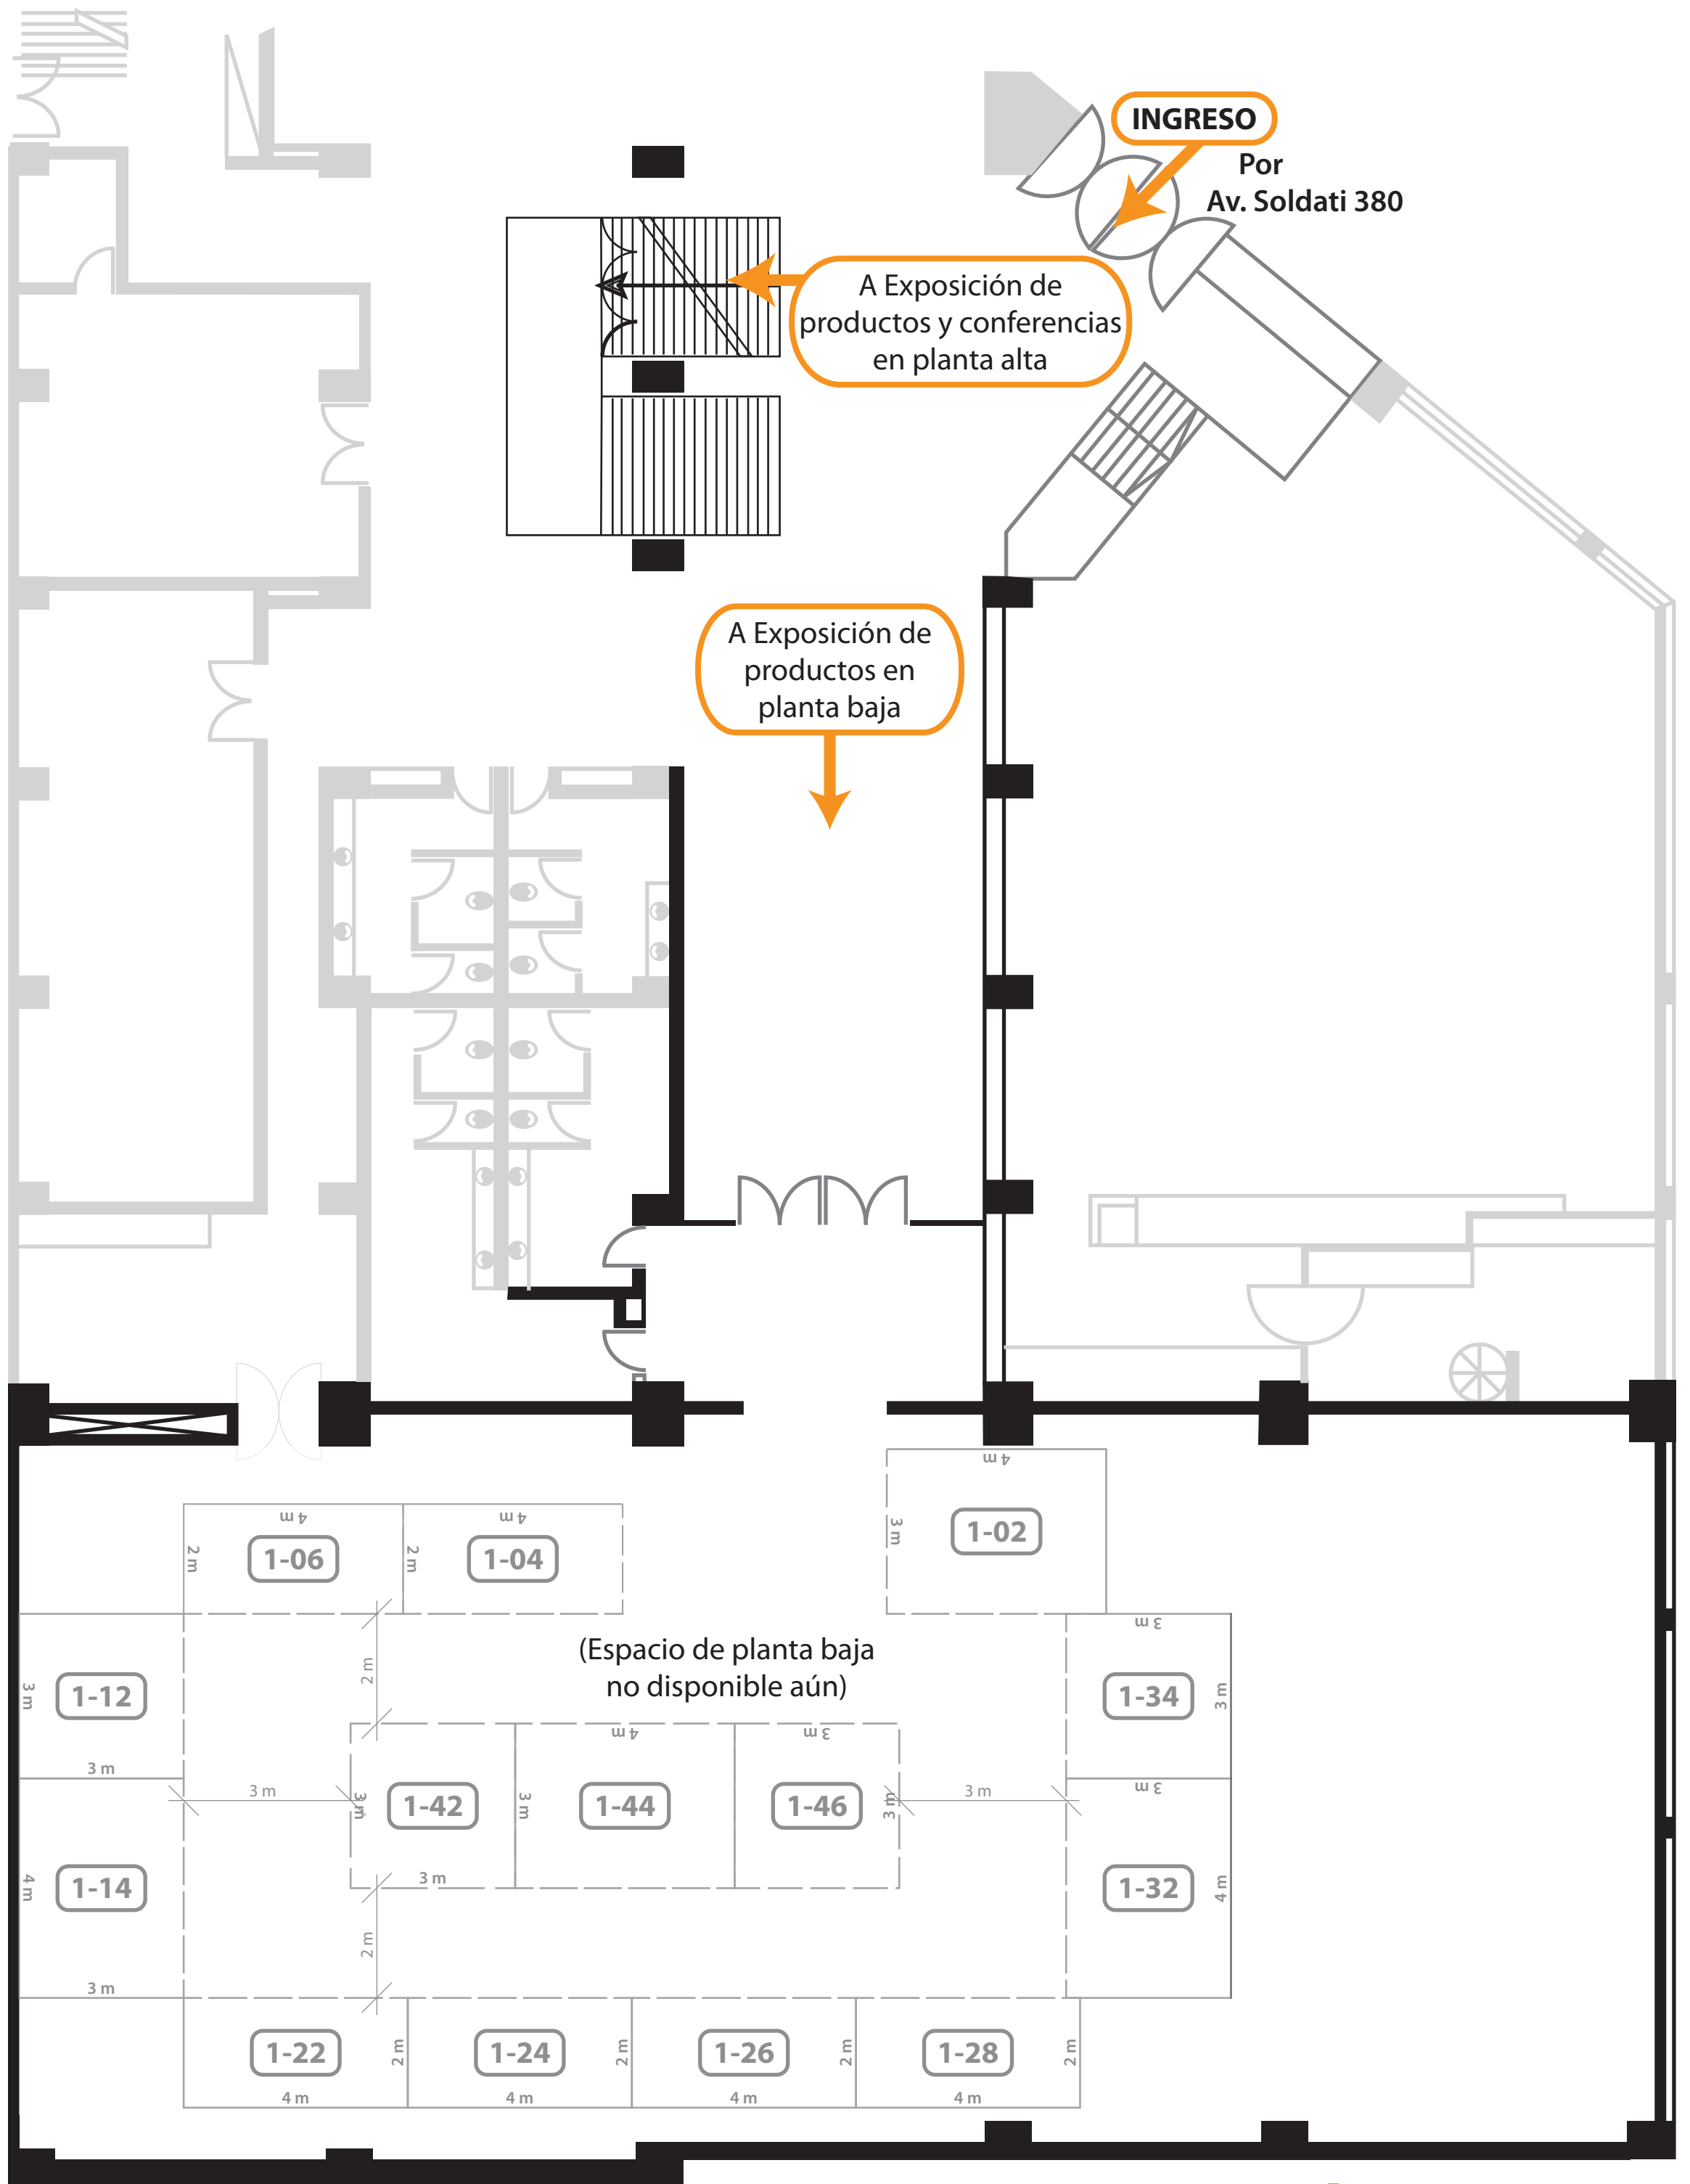 INGRESO
Por
Av. Soldati 380
A Exposición de
productos y conferencias
en planta alta
A Exposición de
productos en
planta baja
4 m
3 m
1-02
4 m
4 m
2 m
1-06
2 m
1-04
(Espacio de planta baja
no disponible aún)
3 m
1-12
3 m
2 m
3 m
1-34
3 m
4 m
3 m
3 m
3 m
3 m
1-42
3 m
1-44
1-46
3 m
3 m
3 m
4 m
1-14
1-32
4 m
2 m
3 m
1-22
2 m
1-24
2 m
1-26
2 m
1-28
2 m
4 m
4 m
4 m
4 m